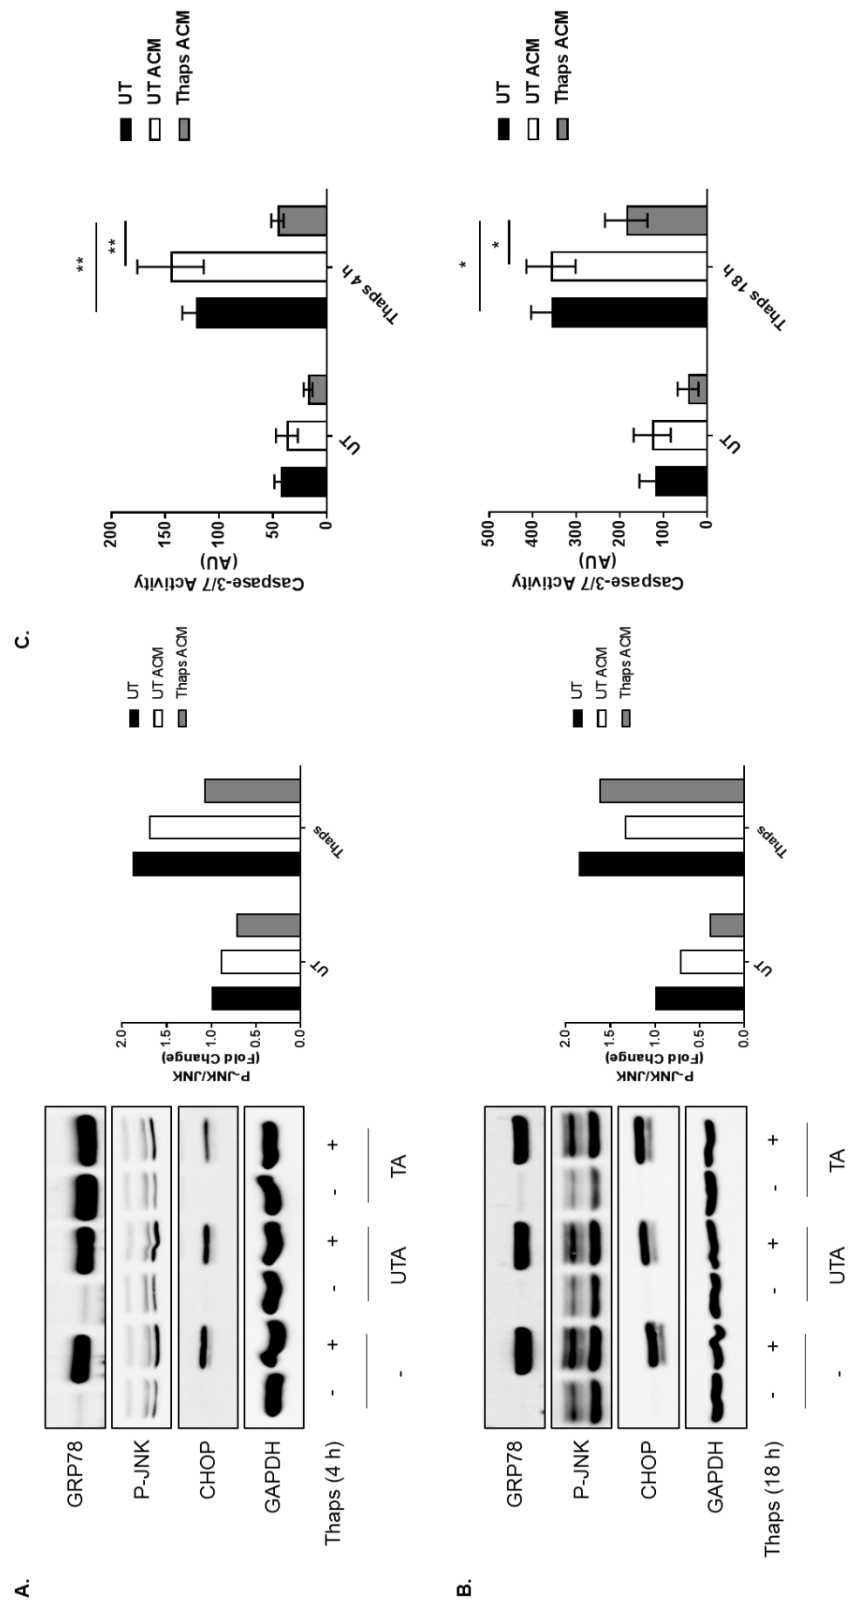 A.
GRP78
P-JNK
CHOP
GAPDH
Thaps (4 h)
- + - + - +
- UTA TA
P-JNK/JNK
(Fold Change)
2.0
1.5
1.0
0.5
0.0
UT
Thaps
UT
UT ACM
Thaps ACM
B.
GRP78
P-JNK
CHOP
GAPDH
Thaps (18 h)
- + - + - +
- UTA TA
P-JNK/JNK
(Fold Change)
2.0
1.5
1.0
0.5
0.0
UT
Thaps
UT
UT ACM
Thaps ACM
C.
Caspase-3/7 Activity
(AU)
200
150
100
50
0
UT
Thaps 4 h
**
**
UT
UT ACM
Thaps ACM
Caspase-3/7 Activity
(AU)
500
400
300
200
100
0
UT
Thaps 18 h
*
*
UT
UT ACM
Thaps ACM